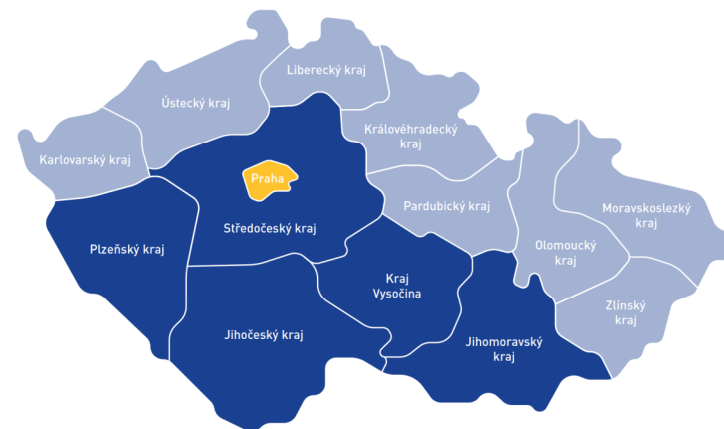 Liberecký kraj
Ústecký kraj
Královéhradecký
kraj
Karlovarský kraj
Praha
Pardubický kraj
Moravskoslezký
kraj
Středočeský kraj
Plzeňský kraj
Olomoucký
kraj
Kraj
Vysočina
Zlínský
kraj
Jihočeský kraj
Jihomoravský
kraj